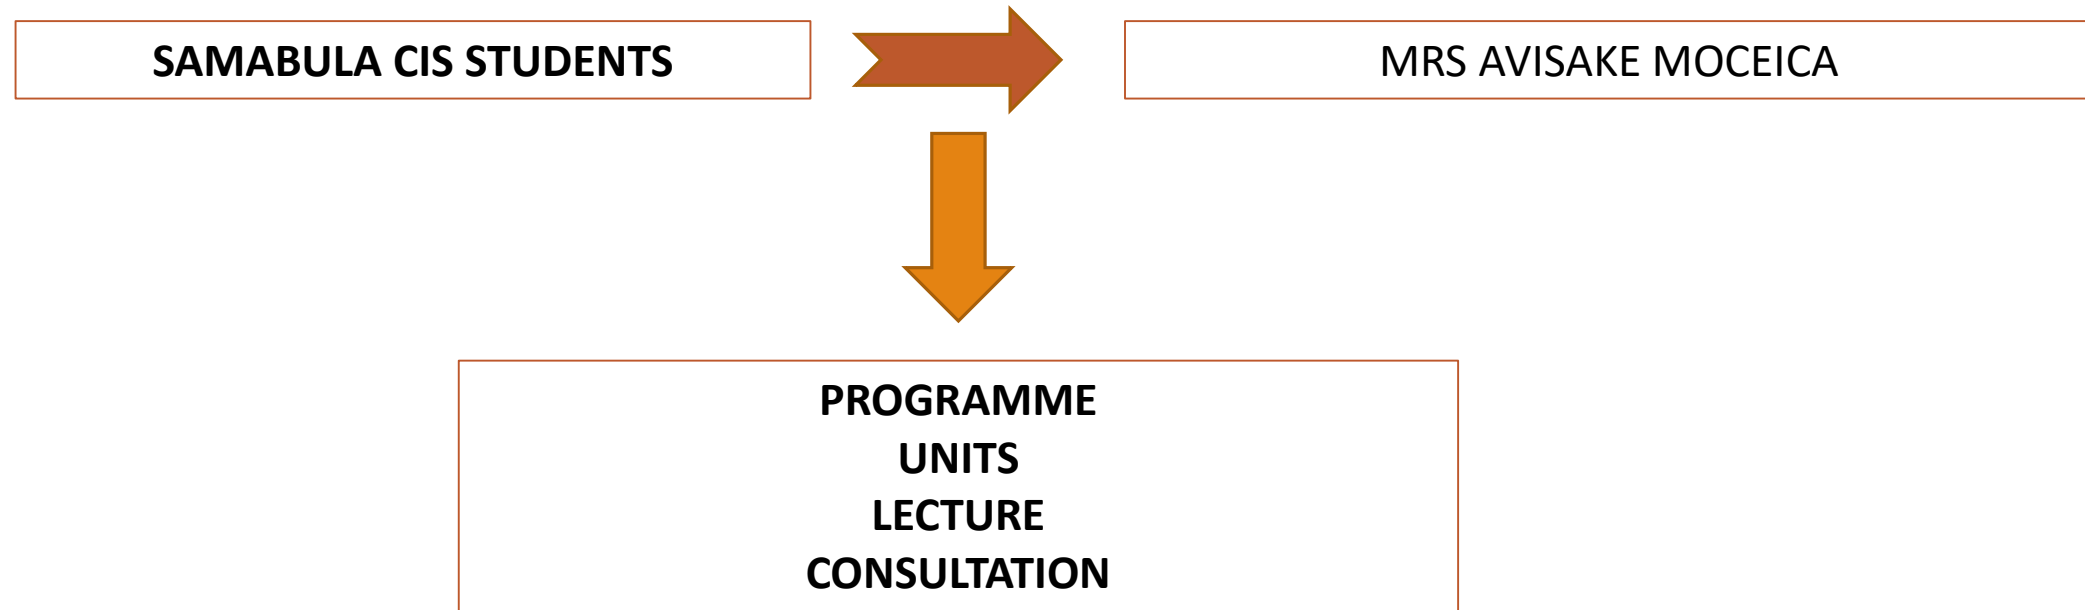 SAMABULA CIS STUDENTS
MRS AVISAKE MOCEICA
PROGRAMME
UNITS
LECTURE
CONSULTATION